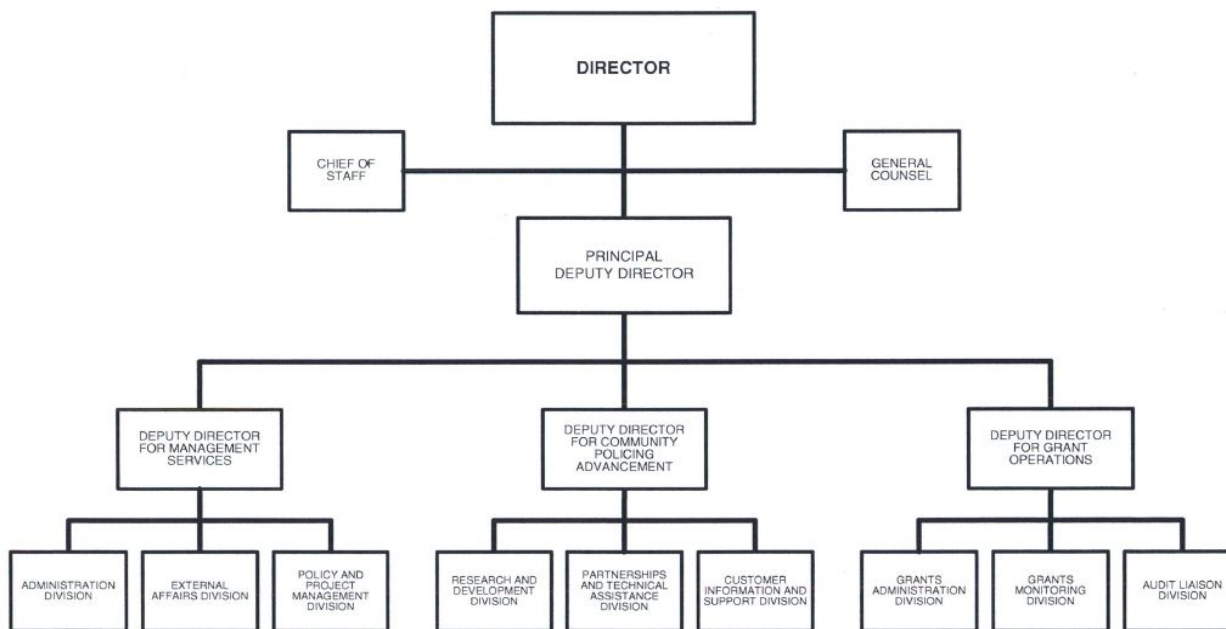 DIRECTOR
CHIEF OF
STAFF
GENERAL
COUNSEL
PRINCIPAL
DEPUTY DIRECTOR
DEPUTY DIRECTOR
FOR MANAGEMENT
SERVICES
DEPUTY DIRECTOR
FOR COMMUNITY
POLICING
ADVANCEMENT
DEPUTY DIRECTOR
FOR GRANT
OPERATIONS
ADMINISTRATION
DIVISION
EXTERNAL
AFFAIRS DIVISION
POLICY AND
PROJECT
MANAGEMENT
DIVISION
RESEARCH AND
DEVELOPMENT
DIVISION
PARTNERSHIPS
AND TECHNICAL
ASSISTANCE
DIVISION
CUSTOMER
INFORMATION AND
SUPPORT DIVISION
GRANTS
ADMINISTRATION
DIVISION
GRANTS
MONITORING
DIVISION
AUDIT LIAISON
DIVISION